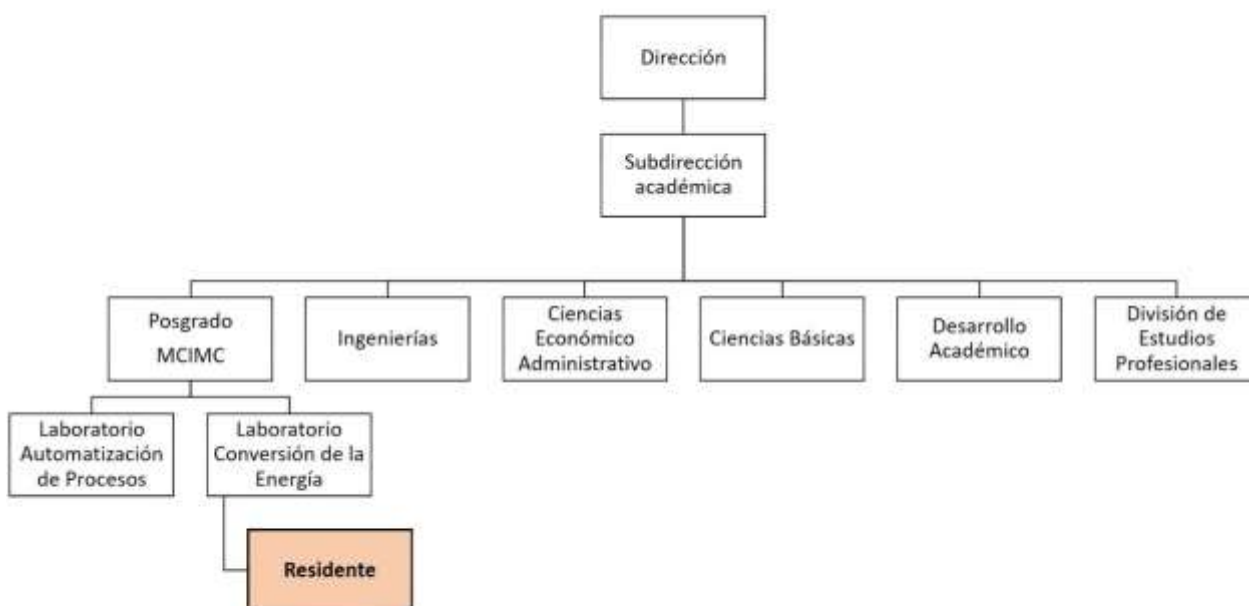 Dirección
Subdirección
académica
Posgrado
MCIMC
Ingenierías
Ciencias
Económico
Administrativo
Ciencias Básicas
Desarrollo
Académico
División de
Estudios
Profesionales
Laboratorio
Automatización
de Procesos
Laboratorio
Conversión de la
Energía
Residente